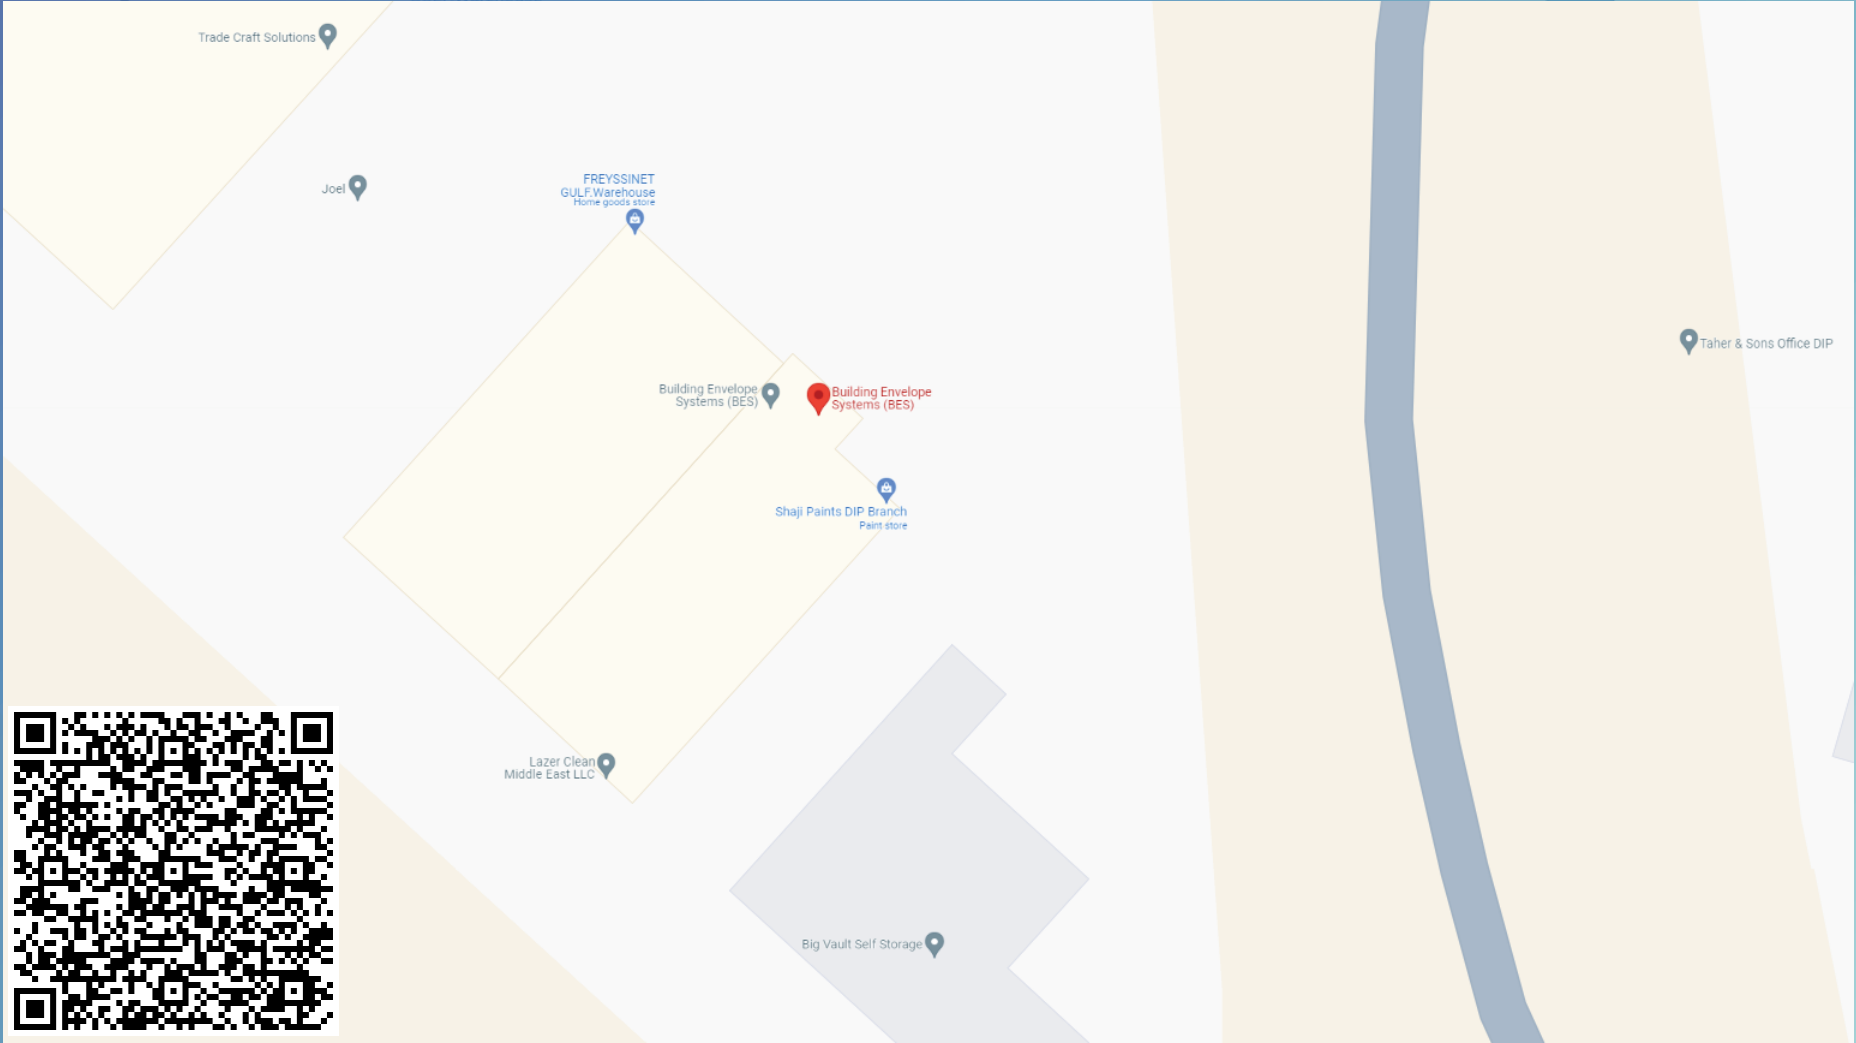 Trade Craft Solutions
Joel
FREYSSINET
GULF.Warehouse
Home goods store
Taher & Sons Office DIP
Building Envelope
Systems (BES)
Building Envelope
Systems (BES)
Shaji Paints DIP Branch
Paint store
Lazer Clean
Middle East LLC
Big Vault Self Storage